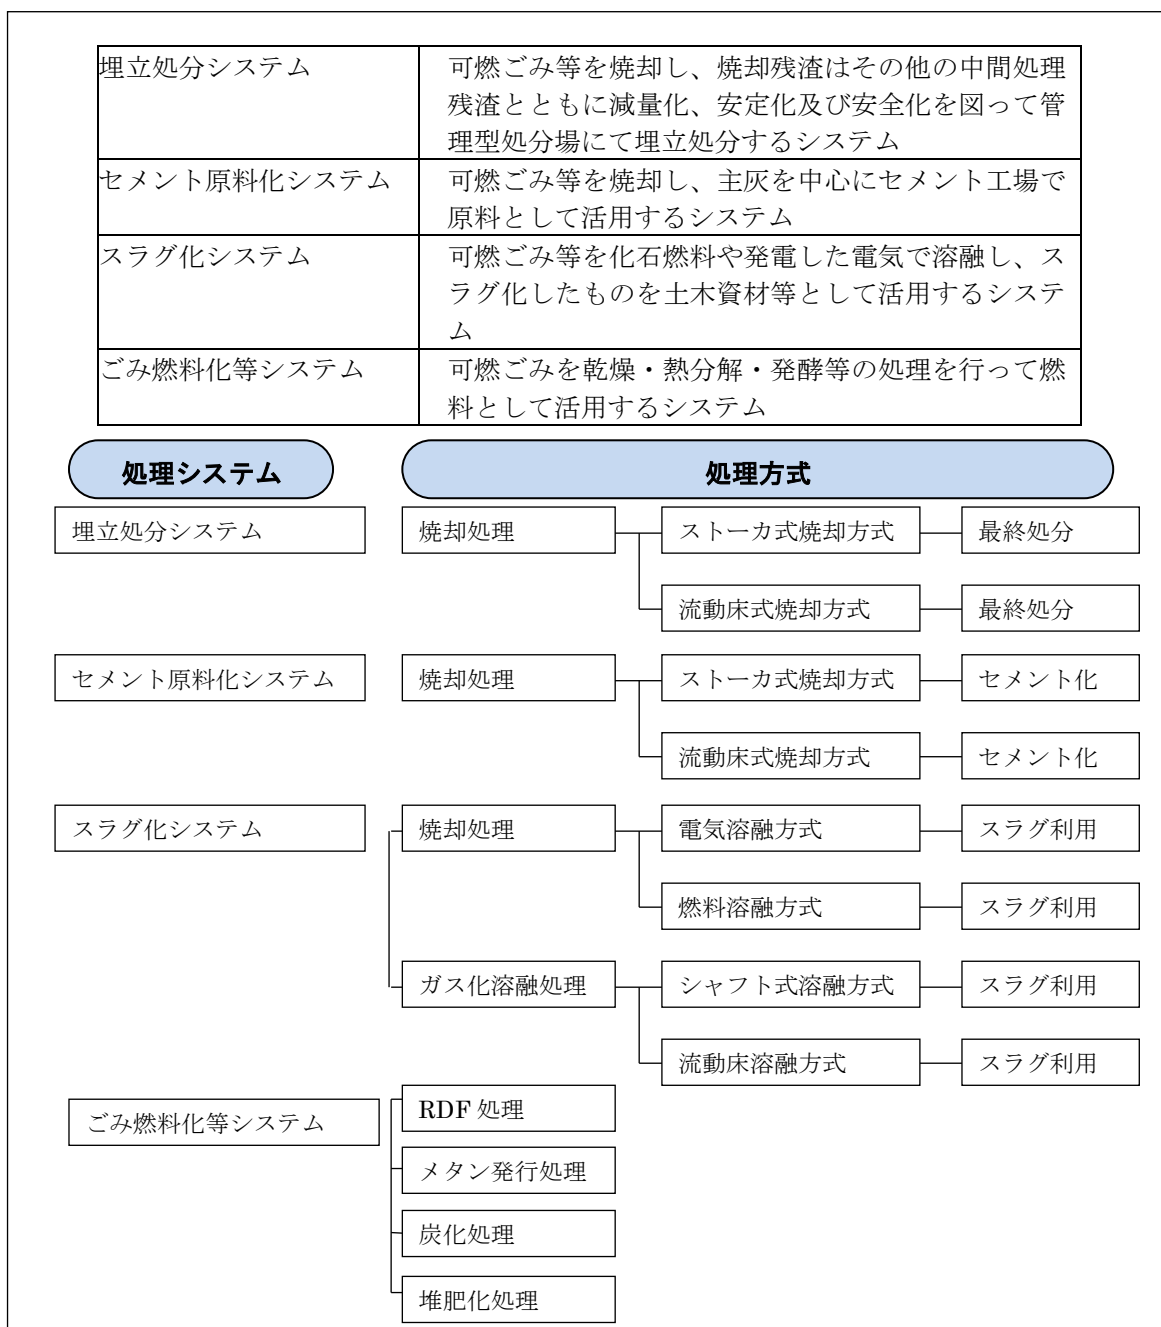 埋立処分システム
可燃ごみ等を焼却し、焼却残渣はその他の中間処理
残渣とともに減量化、安定化及び安全化を図って管
理型処分場にて埋立処分するシステム
セメント原料化システム
可燃ごみ等を焼却し、主灰を中心にセメント工場で
原料として活用するシステム
スラグ化システム
可燃ごみ等を化石燃料や発電した電気で溶融し、ス
ラグ化したものを土木資材等として活用するシステ
ム
ごみ燃料化等システム
可燃ごみを乾燥・熱分解・発酵等の処理を行って燃
料として活用するシステム
処理システム
処理方式
埋立処分システム
焼却処理
ストーカ式焼却方式
最終処分
流動床式焼却方式
最終処分
セメント原料化システム
焼却処理
ストーカ式焼却方式
セメント化
流動床式焼却方式
セメント化
スラグ化システム
焼却処理
電気溶融方式
スラグ利用
燃料溶融方式
スラグ利用
ガス化溶融処理
シャフト式溶融方式
スラグ利用
流動床溶融方式
スラグ利用
ごみ燃料化等システム
RDF 処理
メタン発行処理
炭化処理
堆肥化処理